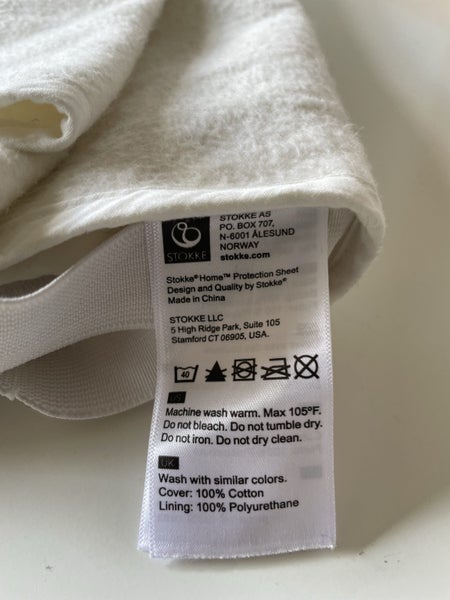 STOKKE
STOKKE AS
PO. BOX 707,
N-6001 ÅLESUND
NORWAY
stokke.com
Stokke® Home™ Protection Sheet
Design and Quality by Stokke®
Made in China
STOKKE LLC
5 High Ridge Park, Suite 105
Stamford CT 06905, USA.
40
US
Machine wash warm. Max 105ºF.
Do not bleach. Do not tumble dry.
Do not iron. Do not dry clean.
UK
Wash with similar colors.
Cover: 100% Cotton
Lining: 100% Polyurethane